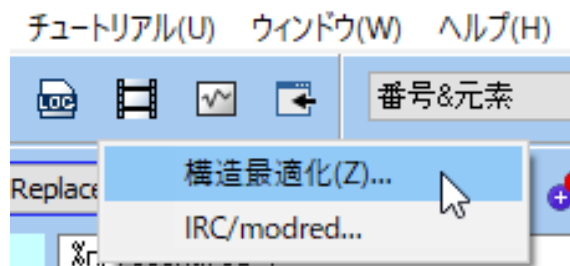 チュートリアル(U) ウィンドウ(W) ヘルプ(H)
LOG
番号&元素
Replace
構造最適化(Z)...
IRC/modred...